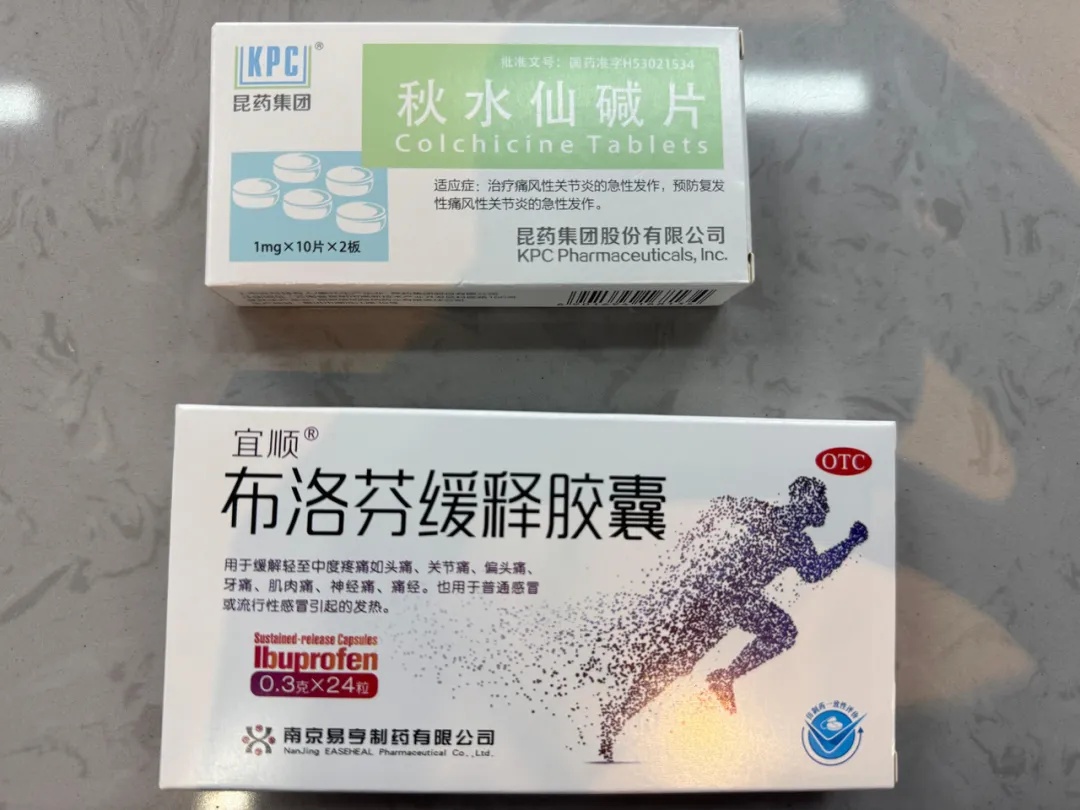 KPC®
昆药集团
批准文号：国药准字H53021534
秋水仙碱片
Colchicine Tablets
适应症：治疗痛风性关节炎的急性发作，预防复发
性痛风性关节炎的急性发作。
1mg×10片×2板
昆药集团股份有限公司
KPC Pharmaceuticals, Inc.
宜顺®
OTC
布洛芬缓释胶囊
用于缓解轻至中度疼痛如头痛、关节痛、偏头痛、
牙痛、肌肉痛、神经痛、痛经。也用于普通感冒
或流行性感冒引起的发热。
Sustained-release Capsules
Ibuprofen
0.3克×24粒
南京易亨制药有限公司
NanJing EASEHEAL Pharmaceutical Co.,Ltd.